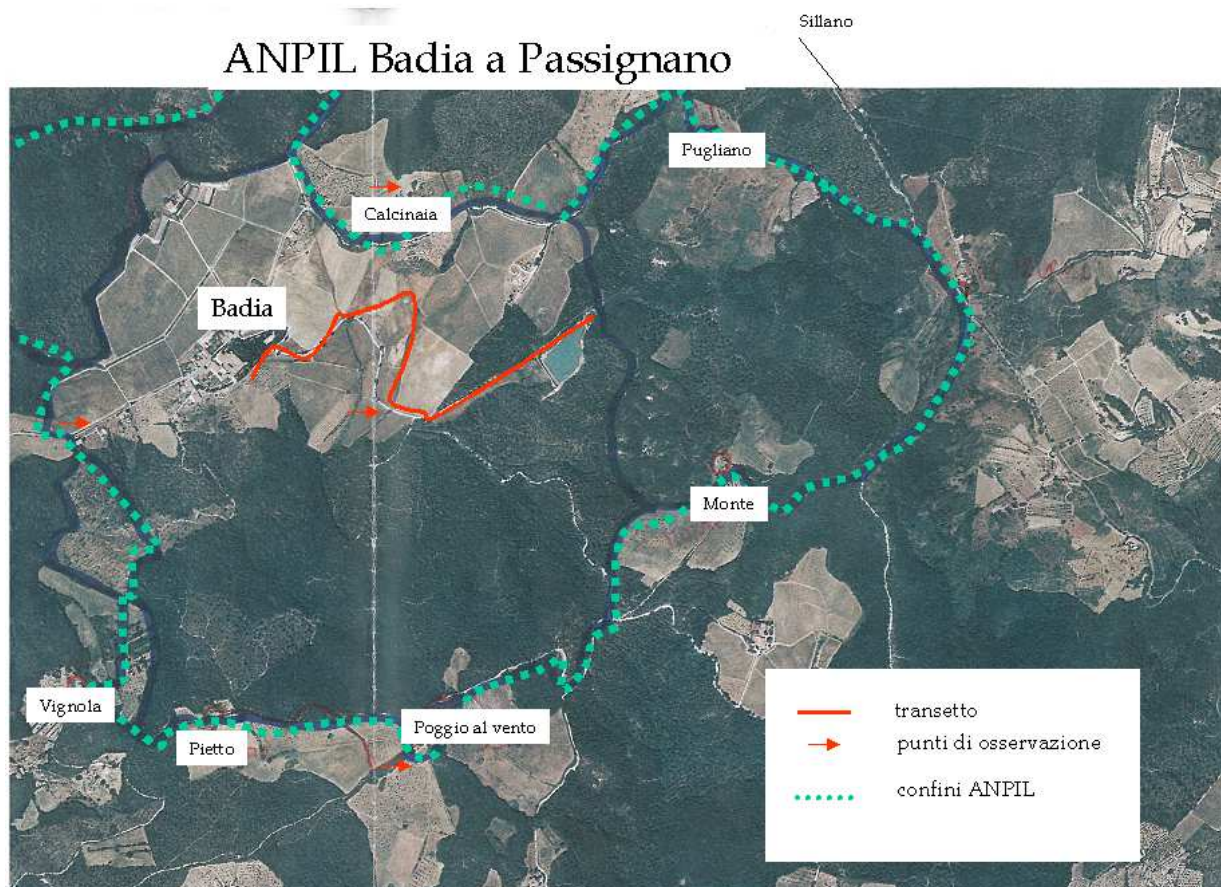 Sillano
ANPIL Badia a Passignano
Pugliano
Calcinaia
Badia
Monte
Vignola
Pietto
Poggio al vento
transetto
punti di osservazione
confini ANPIL